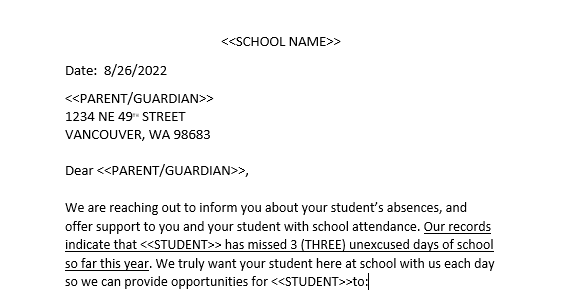 <<SCHOOL NAME>>
Date:  8/26/2022
<<PARENT/GUARDIAN>>
1234 NE 49TH STREET
VANCOUVER, WA 98683
Dear <<PARENT/GUARDIAN>>,
We are reaching out to inform you about your student’s absences, and
offer support to you and your student with school attendance. Our records
indicate that <<STUDENT>> has missed 3 (THREE) unexcused days of school
so far this year. We truly want your student here at school with us each day
so we can provide opportunities for <<STUDENT>>to: